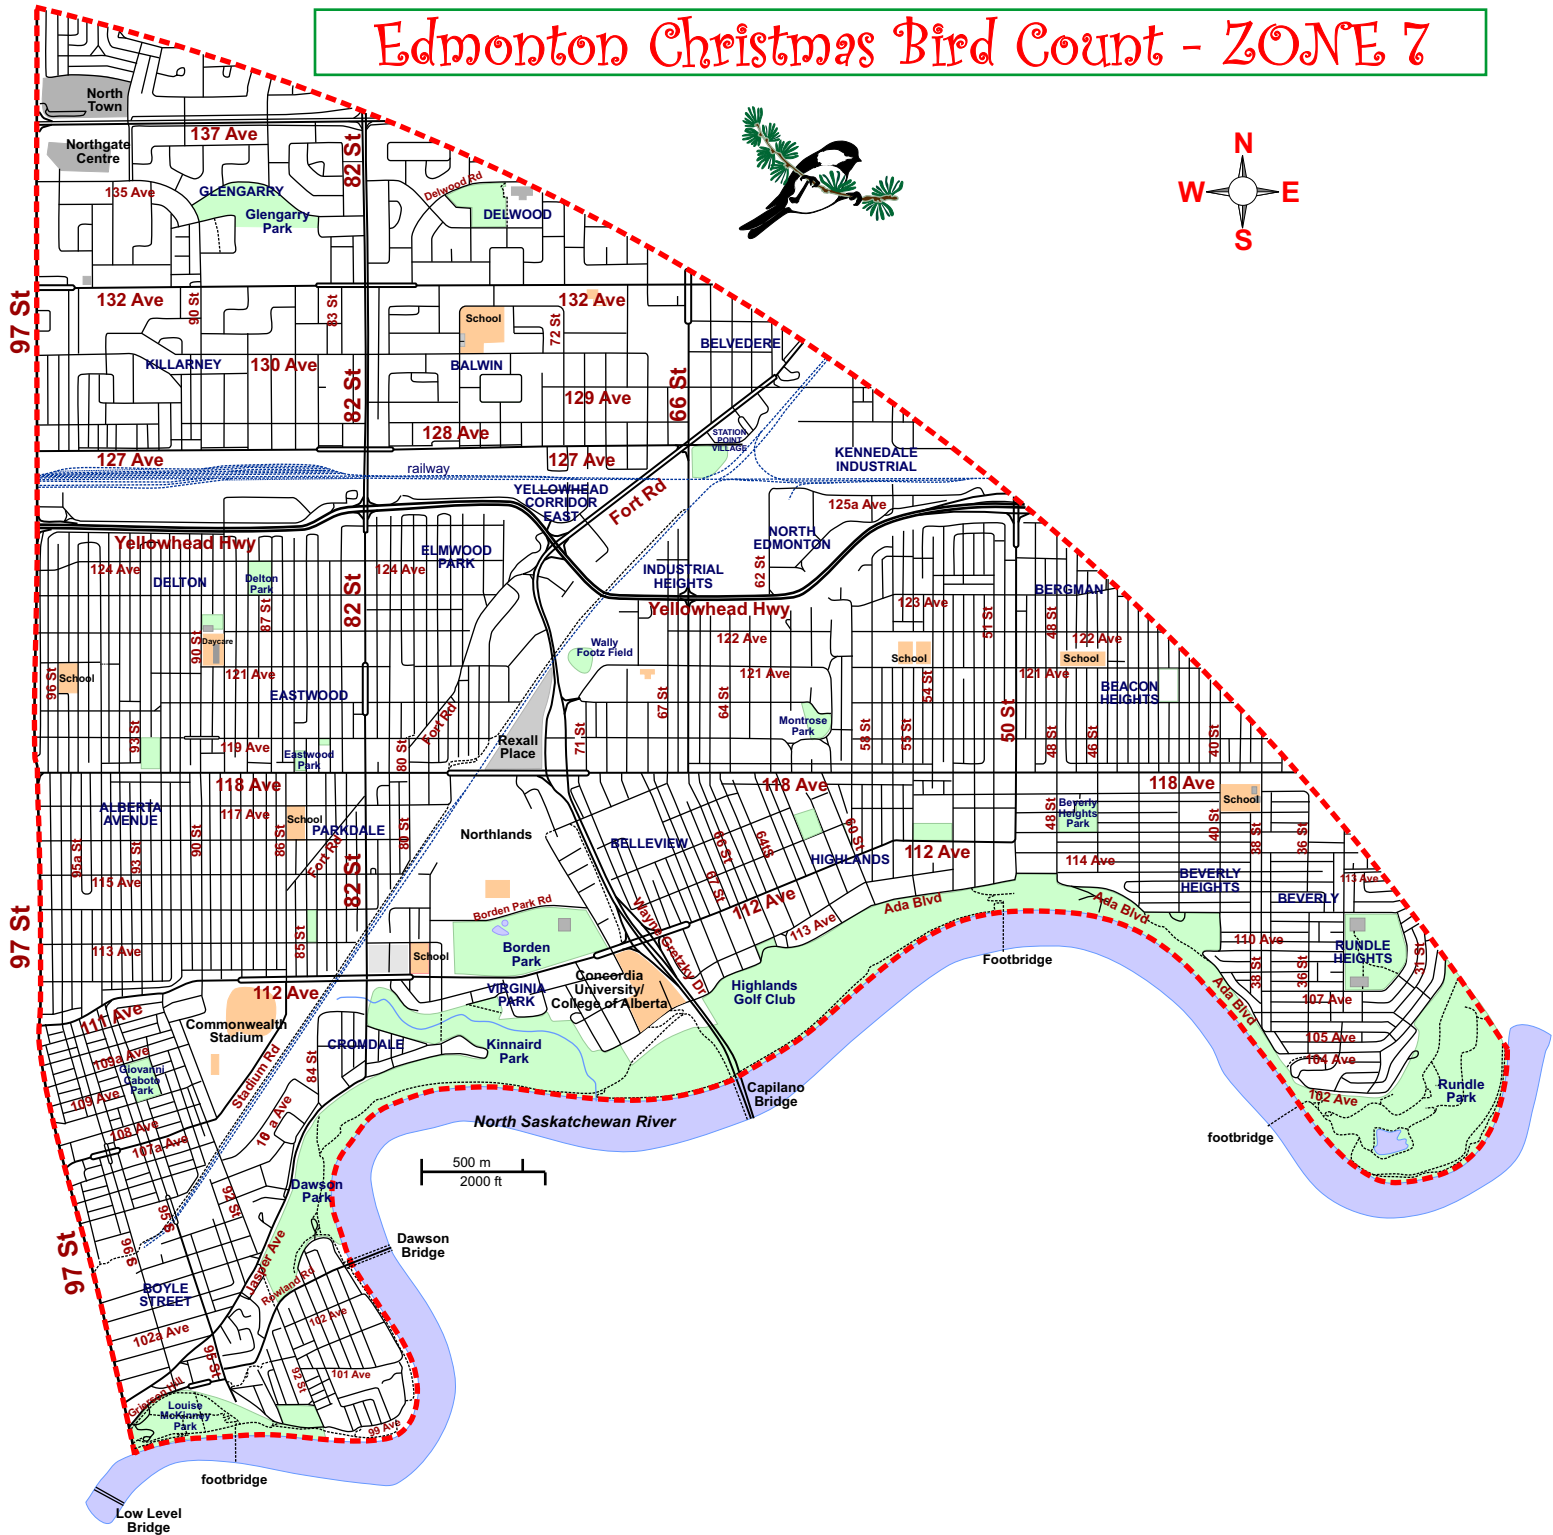 Edmonton Christmas Bird Count - ZONE 7
N
W E
S
North
Town
137 Ave
Northgate
Centre
82 St
135 Ave
GLENGARRY
Glengarry
Park
Delwood Rd
DELWOOD
97 St
132 Ave
90 St
83 St
School
132 Ave
72 St
BELVEDERE
KILLARNEY
130 Ave
BALWIN
82 St
129 Ave
66 St
128 Ave
STATION
POINT
VILLAGE
127 Ave
railway
127 Ave
KENNEDALE
INDUSTRIAL
YELLOWHEAD
CORRIDOR
EAST
Fort Rd
125a Ave
Yellowhead Hwy
ELMWOOD
PARK
NORTH
EDMONTON
124 Ave
DELTON
Delton
Park
124 Ave
INDUSTRIAL
HEIGHTS
62 St
BERGMAN
82 St
87 St
Yellowhead Hwy
123 Ave
51 St
48 St
90 St
Daycare
Wally
Footz Field
122 Ave
122 Ave
School
School
96 St
School
121 Ave
121 Ave
121 Ave
54 St
EASTWOOD
BEACON
HEIGHTS
67 St
64 St
Fort Rd
Montrose
Park
50 St
93 St
119 Ave
Eastwood
Park
80 St
Rexall
Place
71 St
58 St
55 St
48 St
46 St
40 St
118 Ave
118 Ave
118 Ave
ALBERTA
AVENUE
117 Ave
School
PARKDALE
Northlands
School
48 St
Beverly
Heights
Park
40 St
38 St
36 St
95a St
93 St
90 St
86 St
Fort Rd
80 St
82 St
BELLEVIEW
66 St
64 St
60 St
HIGHLANDS
112 Ave
114 Ave
115 Ave
67 St
112 Ave
BEVERLY
HEIGHTS
113 Ave
BEVERLY
Borden Park Rd
Wayne Gretzky Dr
113 Ave
Ada Blvd
Ada Blvd
97 St
113 Ave
85 St
School
Borden
Park
Footbridge
110 Ave
RUNDLE
HEIGHTS
31 St
38 St
36 St
112 Ave
VIRGINIA
PARK
Concordia
University/
College of Alberta
Highlands
Golf Club
Ada Blvd
107 Ave
111 Ave
Commonwealth
Stadium
CROMDALE
Kinnaird
Park
105 Ave
104 Ave
109a Ave
Giovanni
Caboto
Park
Stadium Rd
84 St
Capilano
Bridge
Rundle
Park
102 Ave
109 Ave
North Saskatchewan River
108 Ave
107a Ave
footbridge
500 m
2000 ft
92 St
Dawson
Park
95 S
96 S
97 St
Jasper Ave
Dawson
Bridge
BOYLE
STREET
Rowland Rd
102a Ave
102 Ave
95 St
92 St
101 Ave
Grierson Hill
Louise
McKinney
Park
99 Ave
footbridge
Low Level
Bridge